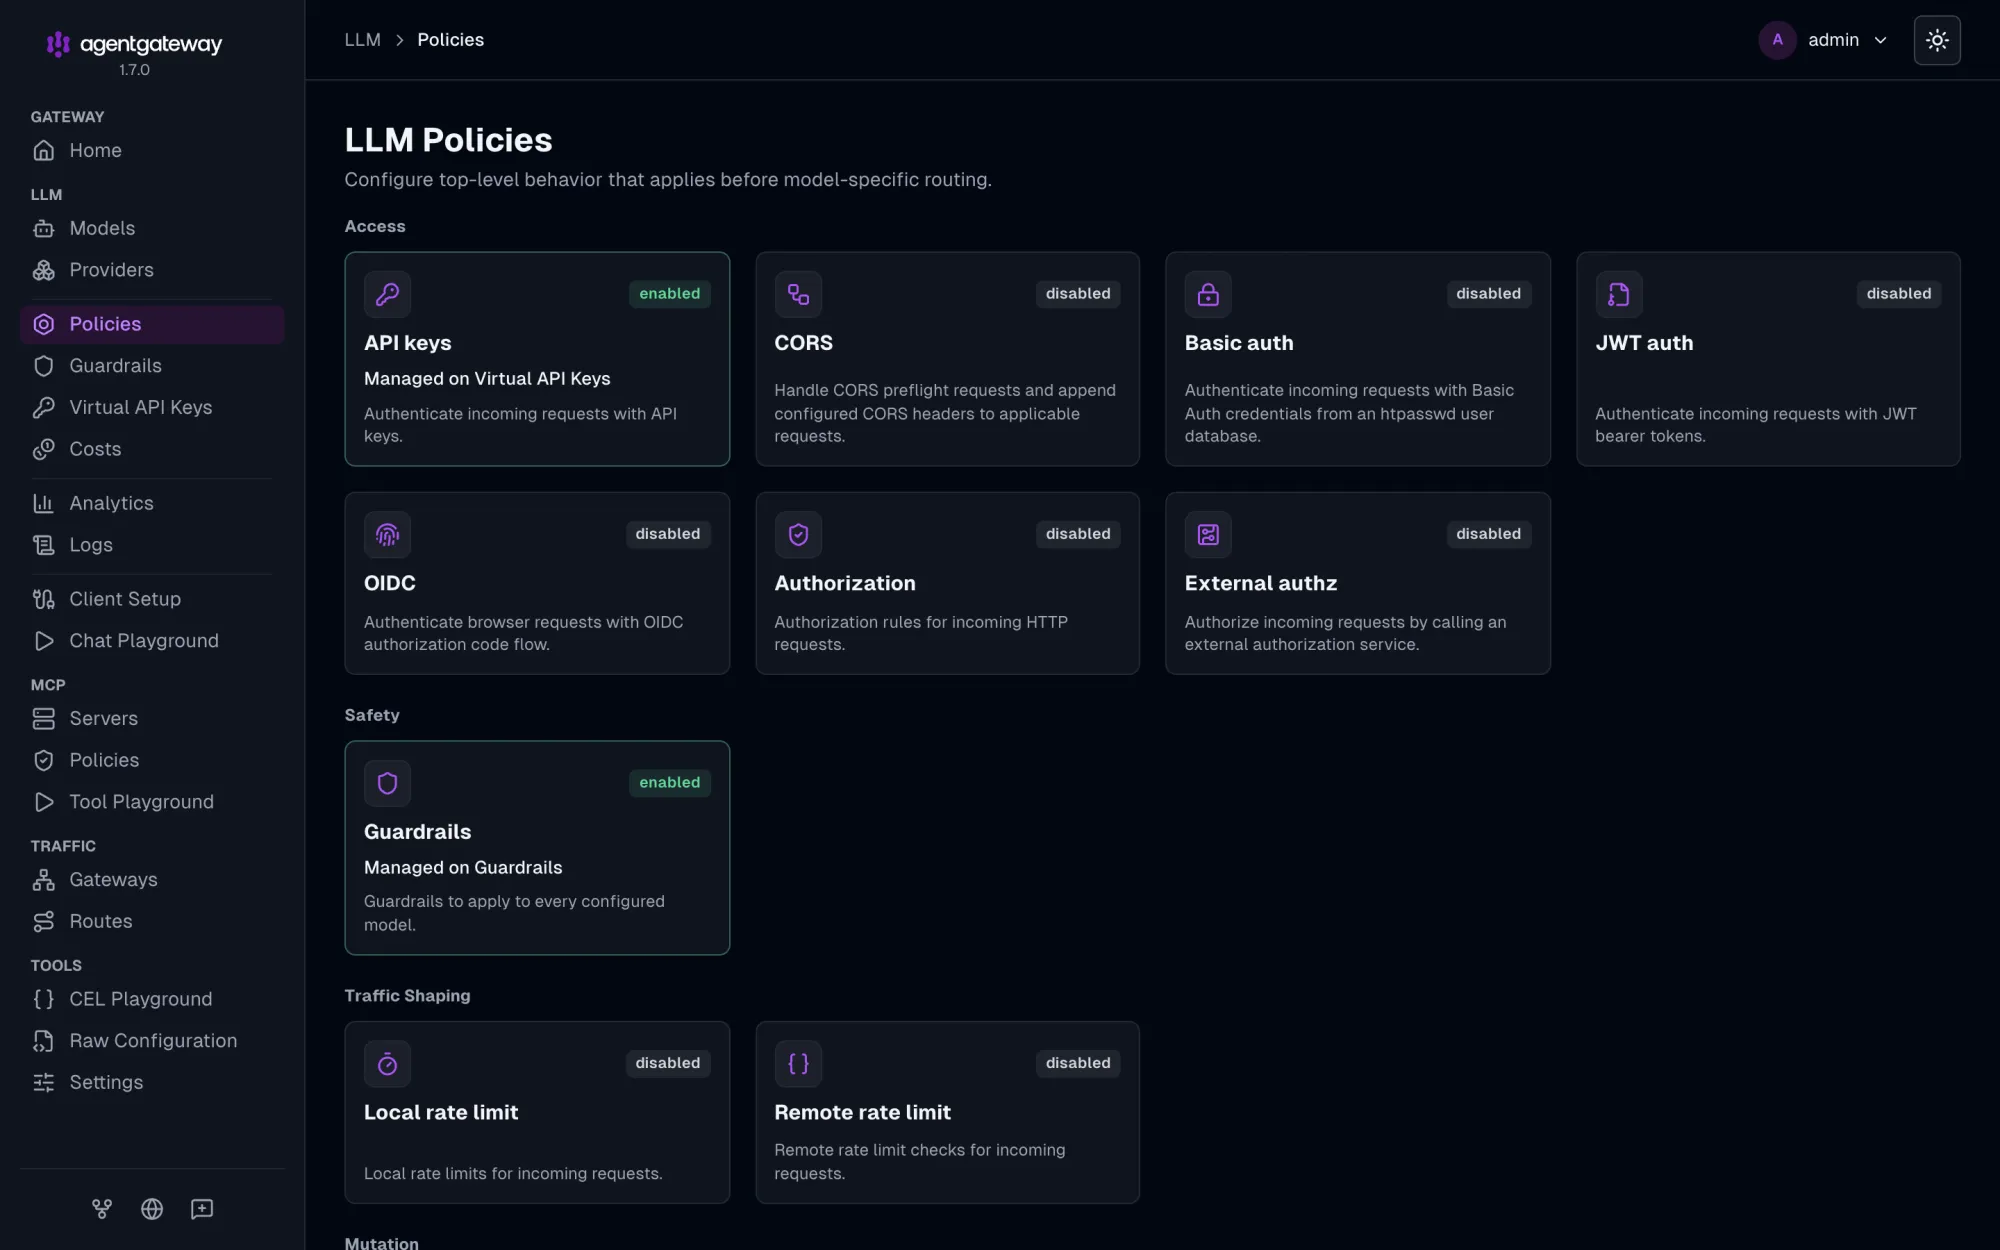 agentgateway
1.7.0
GATEWAY
Home
LLM
Models
Providers
Policies
Guardrails
Virtual API Keys
Costs
Analytics
Logs
Client Setup
Chat Playground
MCP
Servers
Policies
Tool Playground
TRAFFIC
Gateways
Routes
TOOLS
CEL Playground
Raw Configuration
Settings
LLM > Policies
A admin
LLM Policies
Configure top-level behavior that applies before model-specific routing.
Access
enabled
API keys
Managed on Virtual API Keys
Authenticate incoming requests with API
keys.
disabled
CORS
Handle CORS preflight requests and append
configured CORS headers to applicable
requests.
disabled
Basic auth
Authenticate incoming requests with Basic
Auth credentials from an htpasswd user
database.
disabled
JWT auth
Authenticate incoming requests with JWT
bearer tokens.
disabled
OIDC
Authenticate browser requests with OIDC
authorization code flow.
disabled
Authorization
Authorization rules for incoming HTTP
requests.
disabled
External authz
Authorize incoming requests by calling an
external authorization service.
Safety
enabled
Guardrails
Managed on Guardrails
Guardrails to apply to every configured
model.
Traffic Shaping
disabled
Local rate limit
Local rate limits for incoming requests.
disabled
{ }
Remote rate limit
Remote rate limit checks for incoming
requests.
Mutation